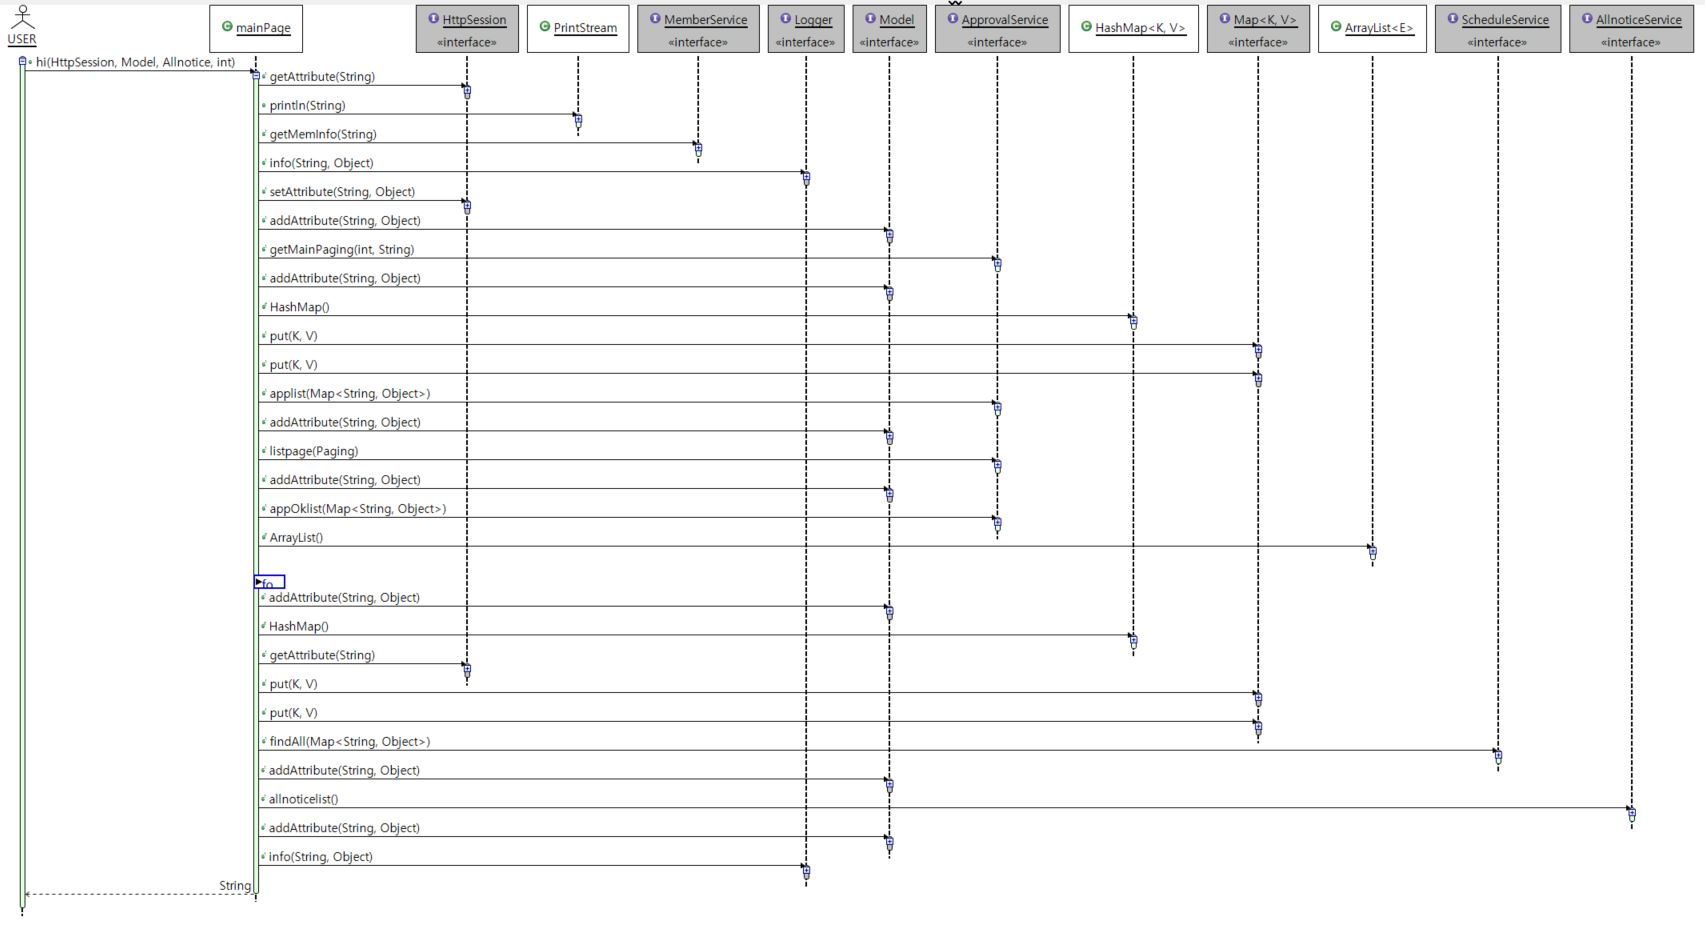 USER
mainPage
HttpSession
«interface»
PrintStream
MemberService
«interface»
Logger
«interface»
Model
«interface»
ApprovalService
«interface»
HashMap<K, V>
Map<K, V>
«interface»
ArrayList<E>
ScheduleService
«interface»
AllnoticeService
«interface»
hi(HttpSession, Model, Allnotice, int)
getAttribute(String)
println(String)
getMemInfo(String)
info(String, Object)
setAttribute(String, Object)
addAttribute(String, Object)
getMainPaging(int, String)
addAttribute(String, Object)
HashMap()
put(K, V)
put(K, V)
applist(Map<String, Object>)
addAttribute(String, Object)
listpage(Paging)
addAttribute(String, Object)
appOklist(Map<String, Object>)
ArrayList()
fo
addAttribute(String, Object)
HashMap()
getAttribute(String)
put(K, V)
put(K, V)
findAll(Map<String, Object>)
addAttribute(String, Object)
allnoticelist()
addAttribute(String, Object)
info(String, Object)
String